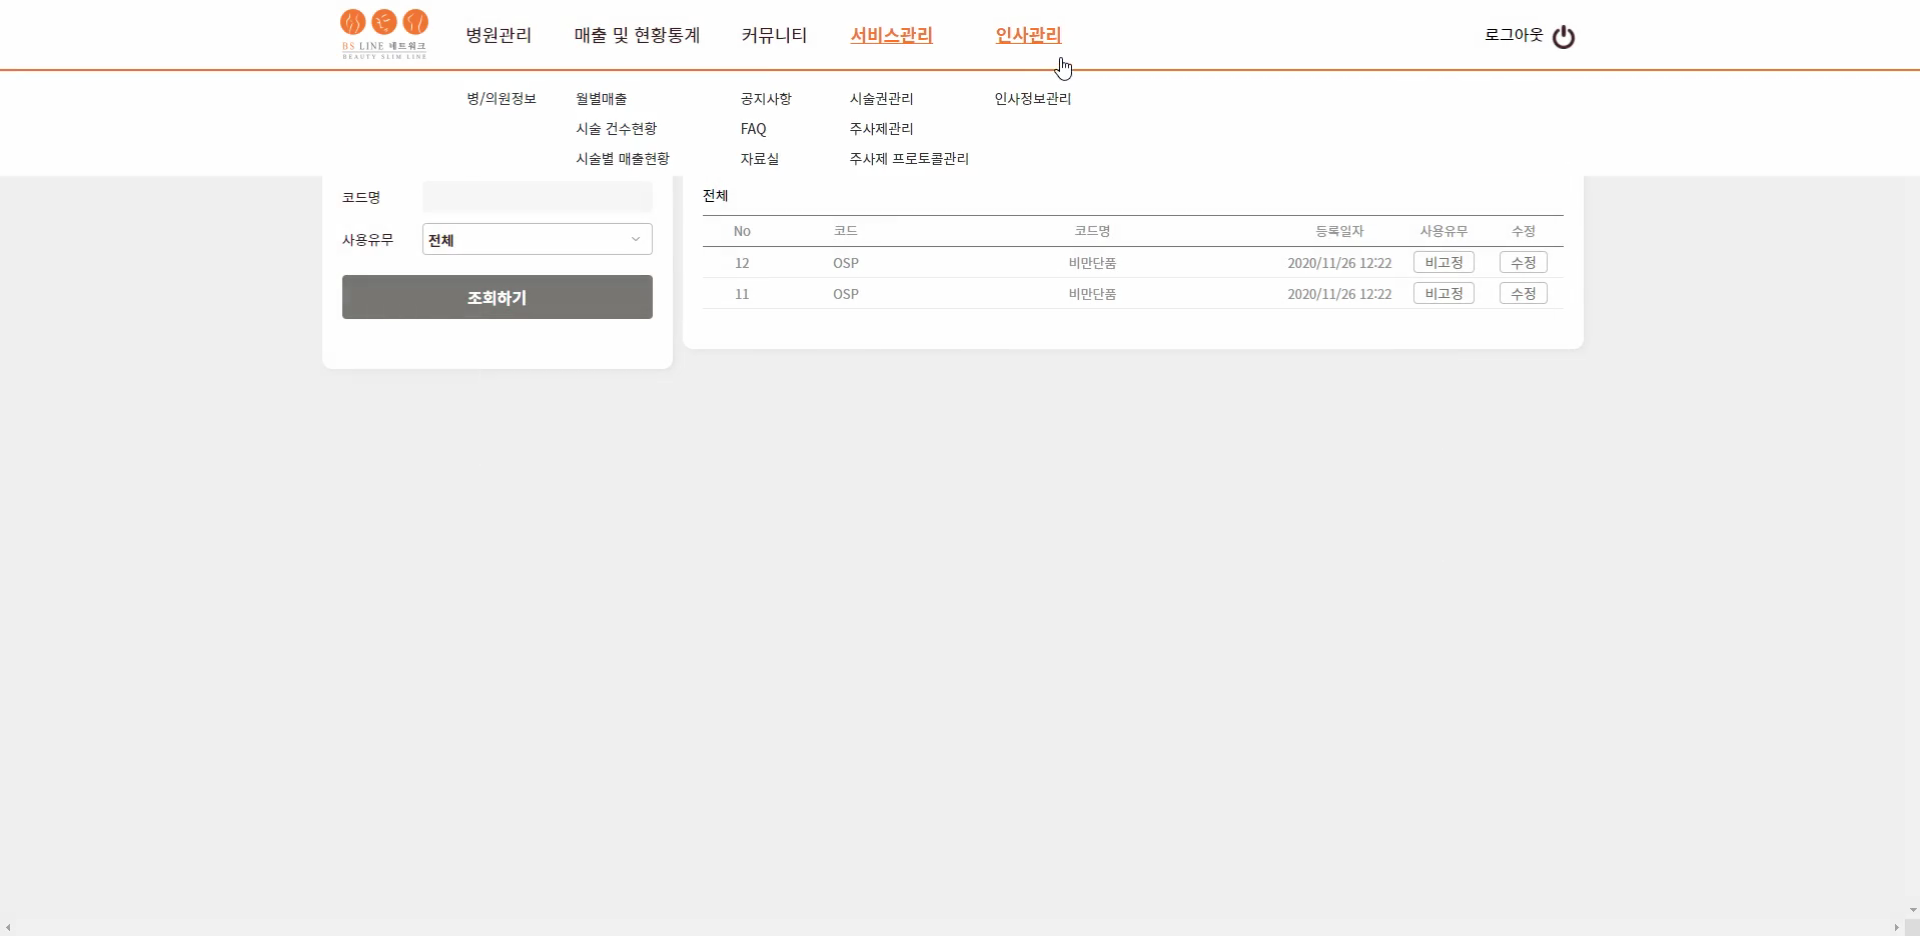 BS LINE 네트워크
BEAUTY SLIM LINE
병원관리 매출 및 현황통계 커뮤니티 서비스관리 인사관리 로그아웃
병/의원정보 월별매출 공지사항 시술권관리 인사정보관리
시술 건수현황 FAQ 주사제관리
시술별 매출현황 자료실 주사제 프로토콜관리
코드명
사용유무 전체
조회하기
전체
No 코드 코드명 등록일자 사용유무 수정
12 OSP 비만단품 2020/11/26 12:22 비고정 수정
11 OSP 비만단품 2020/11/26 12:22 비고정 수정